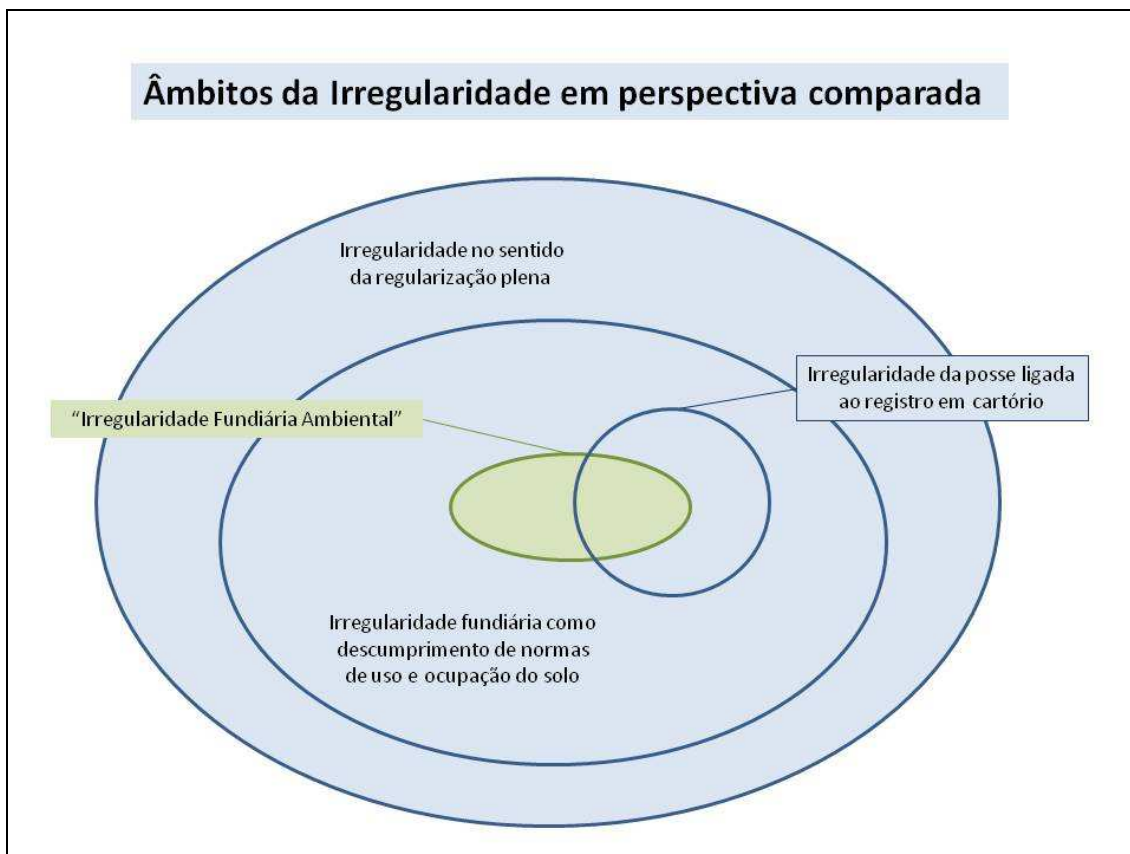 Âmbitos da Irregularidade em perspectiva comparada
Irregularidade no sentido
da regularização plena
Irregularidade da posse ligada
ao registro em cartório
“Irregularidade Fundiária Ambiental”
Irregularidade fundiária como
descumprimento de normas
de uso e ocupação do solo